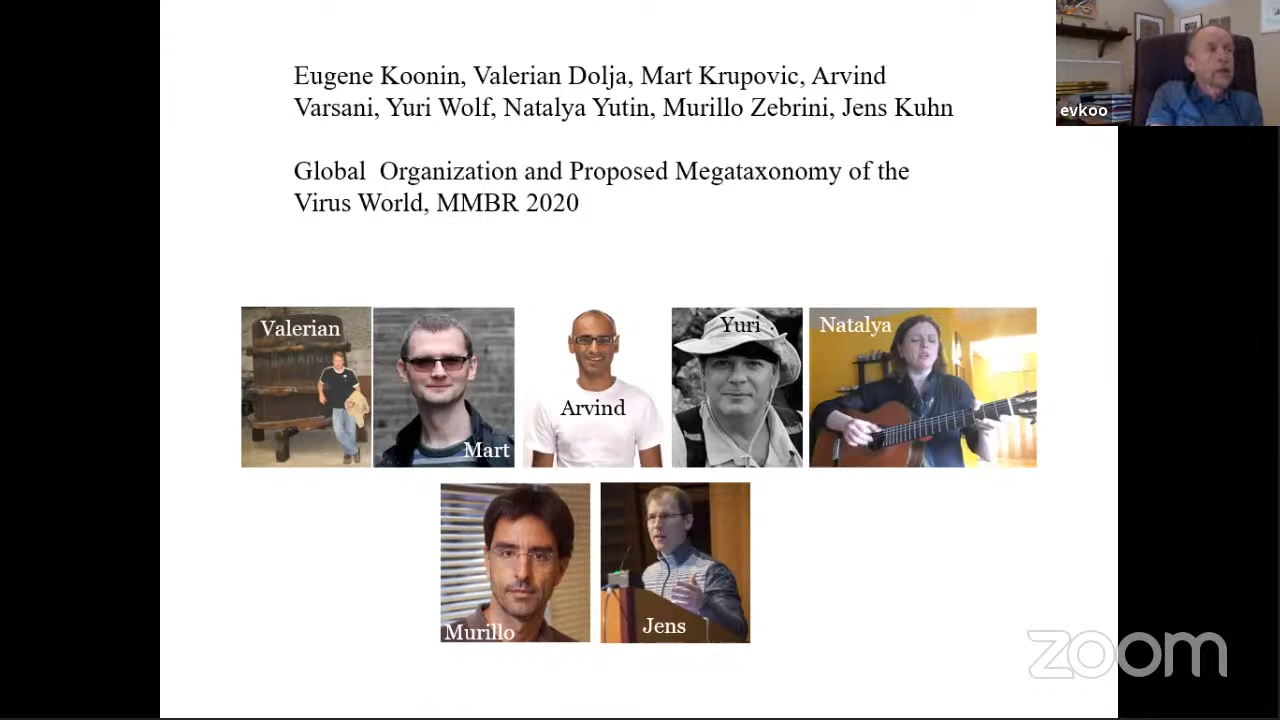 Eugene Koonin, Valerian Dolja, Mart Krupovic, Arvind
Varsani, Yuri Wolf, Natalya Yutin, Murillo Zebrini, Jens Kuhn
Global Organization and Proposed Megataxonomy of the
Virus World, MMBR 2020
evkoo
Valerian
Mart
Arvind
Yuri
Natalya
Murillo
Jens
zoom